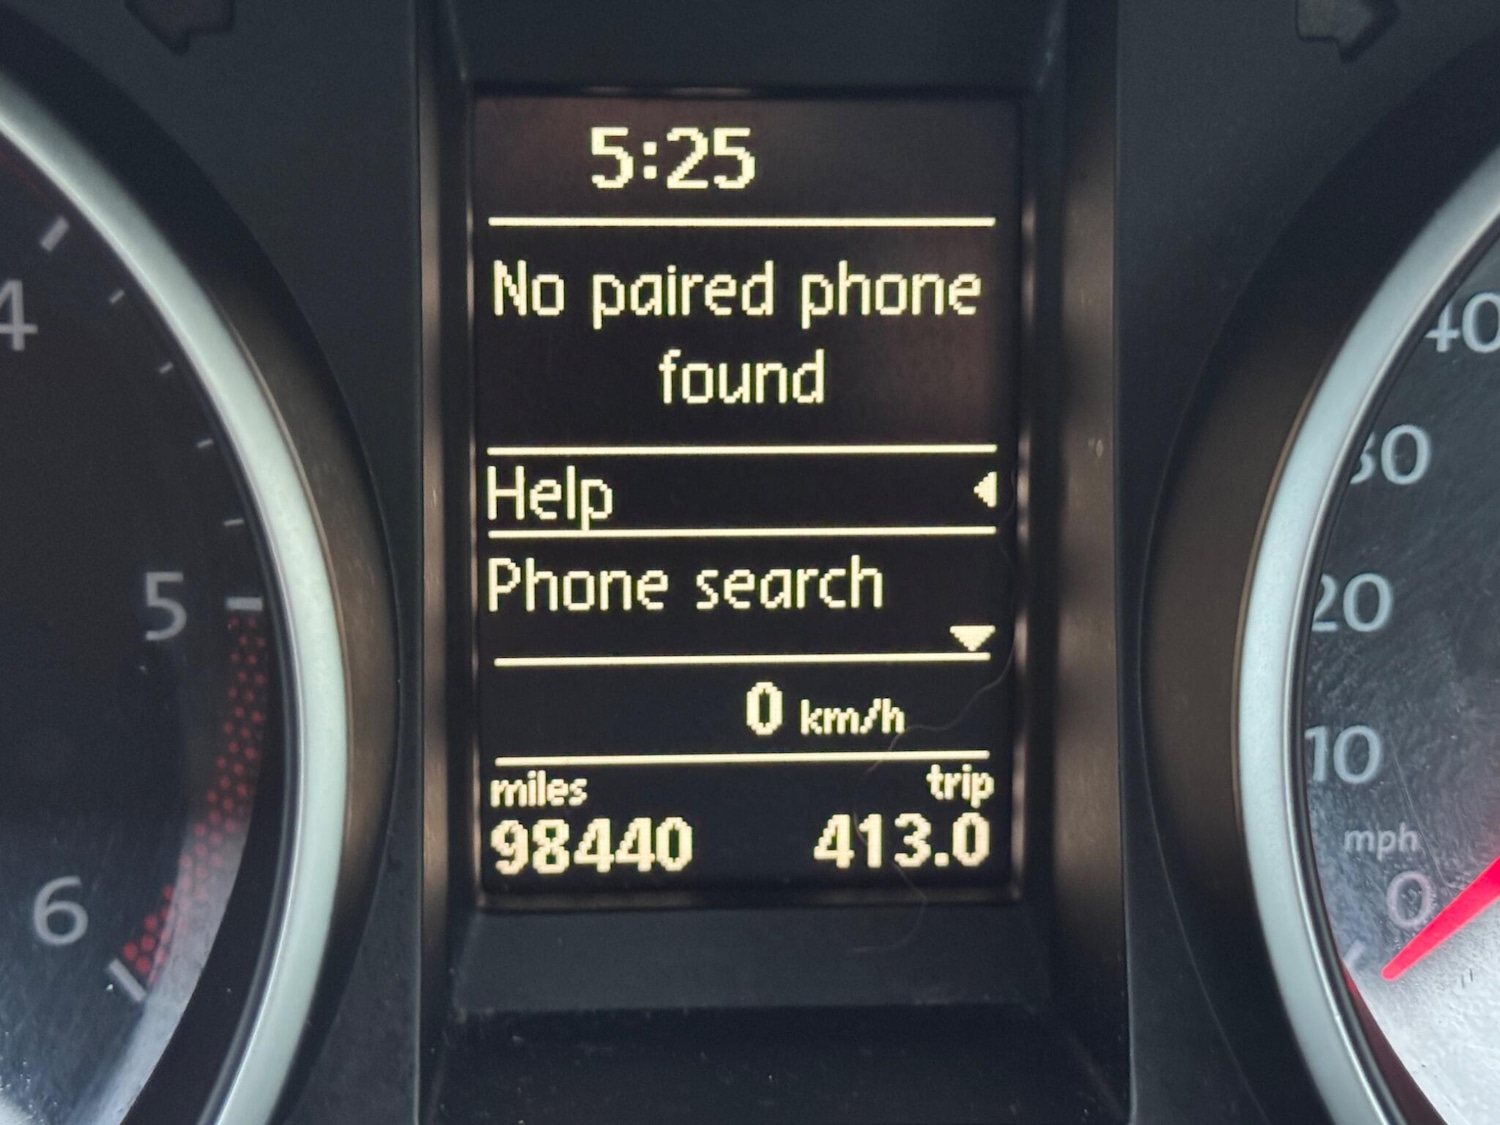 5:25
No paired phone
found
Help
Phone search
0 km/h
miles trip
98440 413.0
4
5
6
40
30
20
10
mph
0